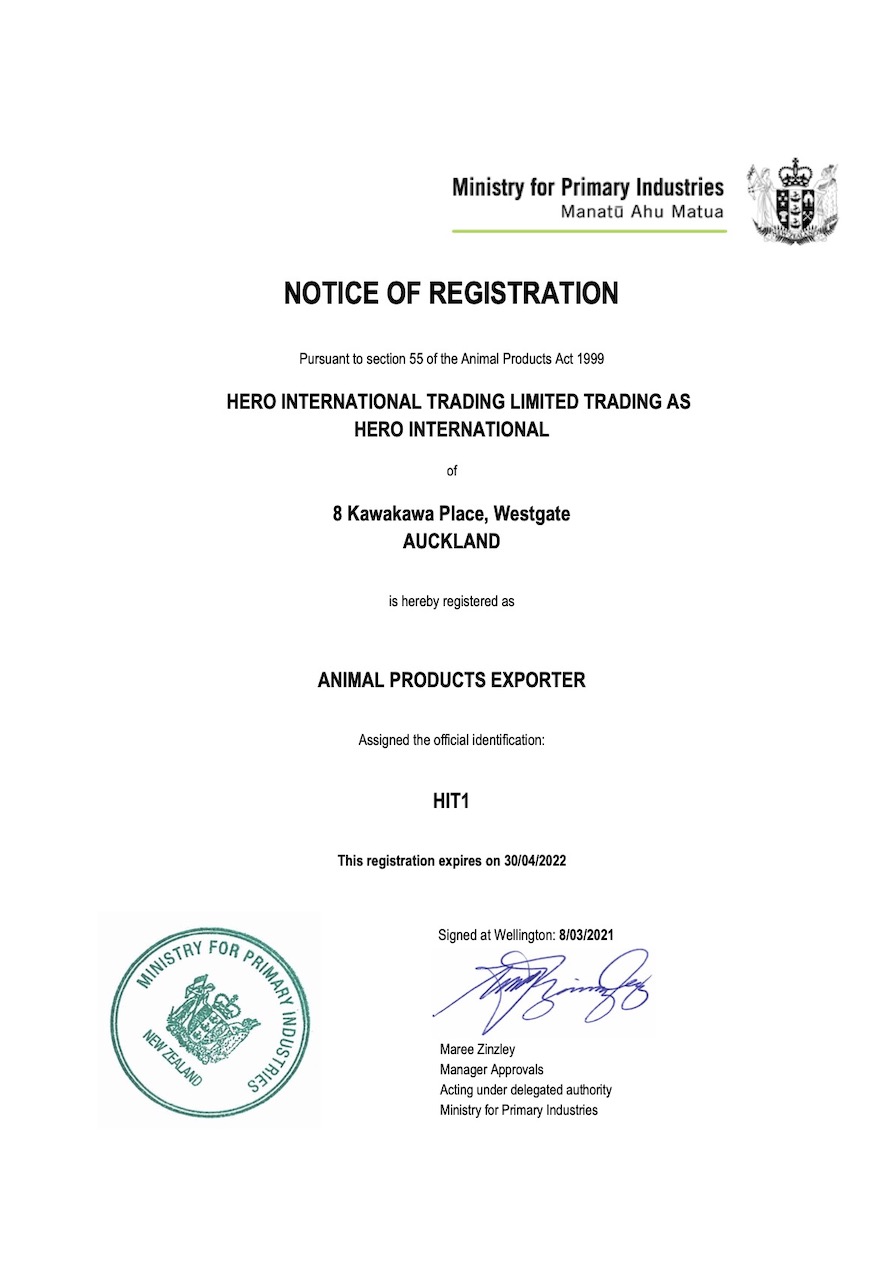 Ministry for Primary Industries
Manatū Ahu Matua
NOTICE OF REGISTRATION
Pursuant to section 55 of the Animal Products Act 1999
HERO INTERNATIONAL TRADING LIMITED TRADING AS
HERO INTERNATIONAL
of
8 Kawakawa Place, Westgate
AUCKLAND
is hereby registered as
ANIMAL PRODUCTS EXPORTER
Assigned the official identification:
HIT1
This registration expires on 30/04/2022
MINISTRY FOR PRIMARY INDUSTRIES
NEW ZEALAND
Signed at Wellington: 8/03/2021
Maree Zinzley
Manager Approvals
Acting under delegated authority
Ministry for Primary Industries